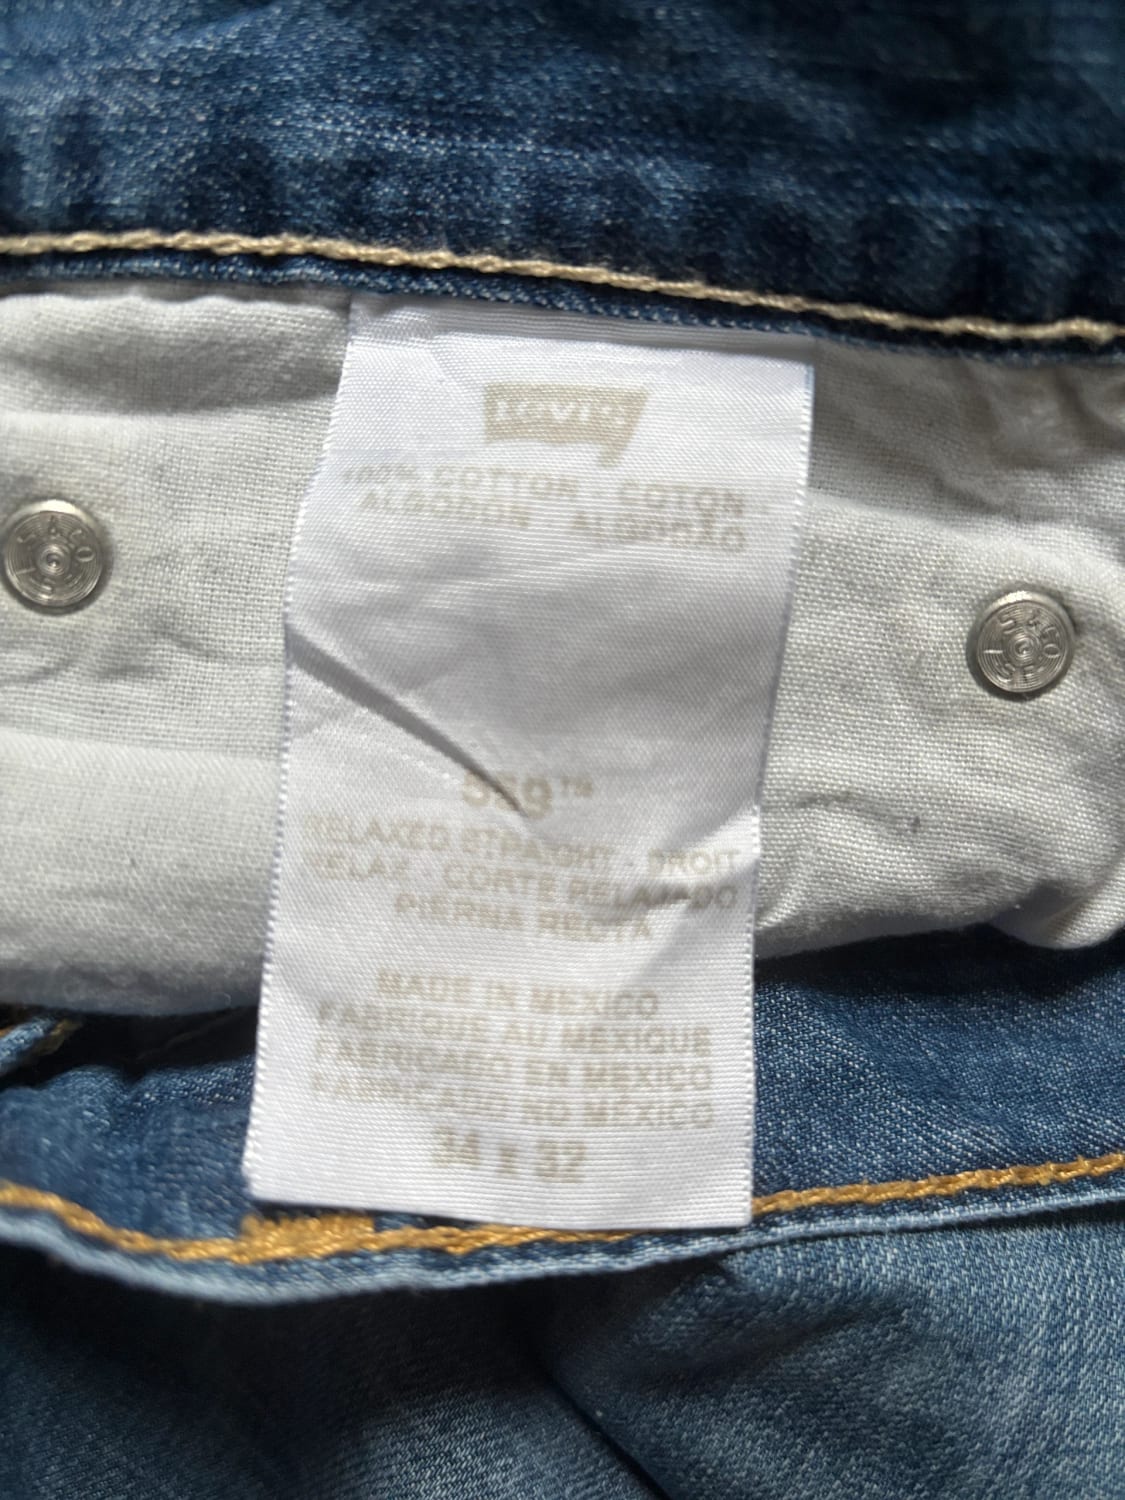 Levi's
100% COTTON - COTON
ALGODON - ALGODÃO
559™
RELAXED STRAIGHT - DROIT
RELAX - CORTE RELAJADO
PIERNA RECTA
MADE IN MEXICO
FABRIQUE AU MEXIQUE
FABRICADO EN MEXICO
FABRICADO NO MÉXICO
34 X 32